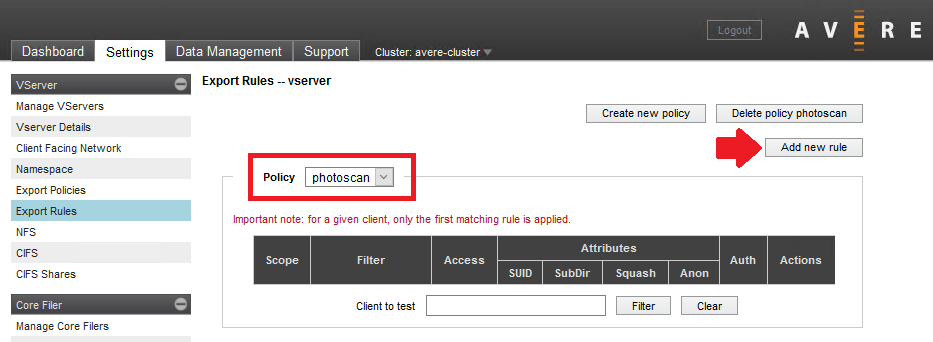 Logout
AVERE
Dashboard Settings Data Management Support Cluster: avere-cluster
VServer
Manage VServers
Vserver Details
Client Facing Network
Namespace
Export Policies
Export Rules
NFS
CIFS
CIFS Shares
Core Filer
Manage Core Filers
Export Rules -- vserver
Create new policy Delete policy photoscan
Add new rule
Policy photoscan
Important note: for a given client, only the first matching rule is applied.
Scope Filter Access Attributes Auth Actions
SUID SubDir Squash Anon
Client to test Filter Clear